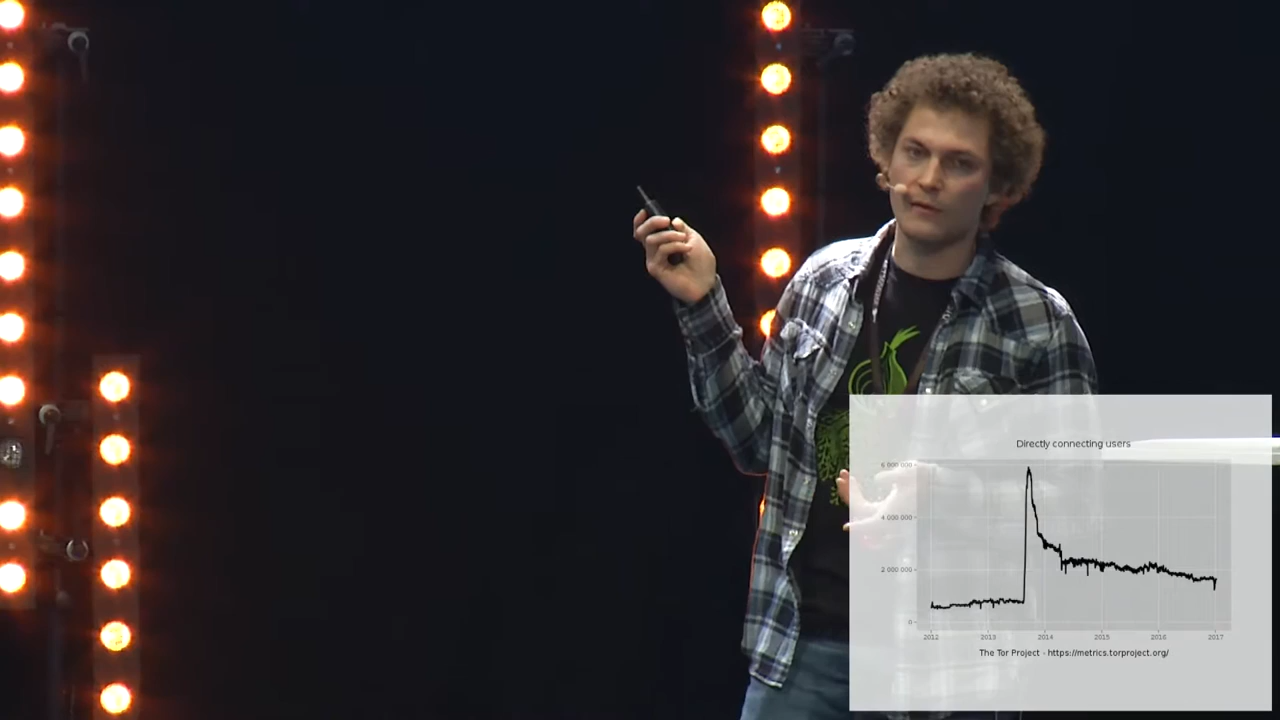 Directly connecting users
6 000 000
4 000 000
2 000 000
0
2012 2013 2014 2015 2016 2017
The Tor Project - https://metrics.torproject.org/